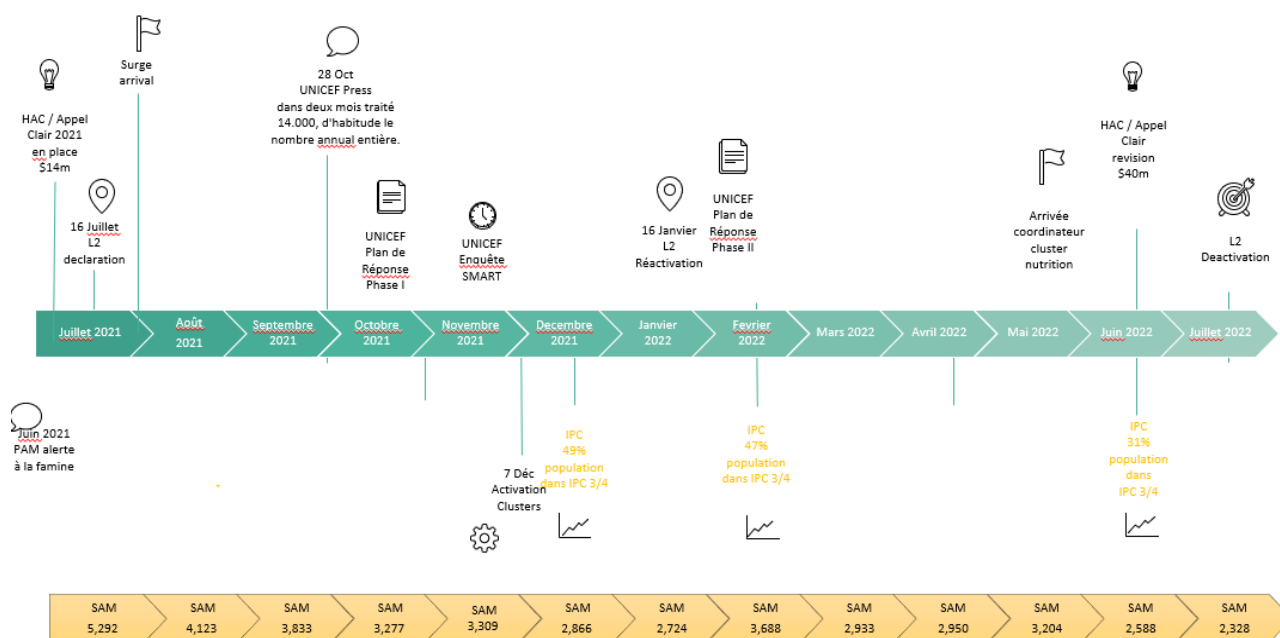 Surge
arrival
HAC / Appel
Clair 2021
en place
$14m
16 Juillet
L2
declaration
28 Oct
UNICEF Press
dans deux mois traité
14.000, d'habitude le
nombre annual entière.
UNICEF
Plan de
Réponse
Phase I
UNICEF
Enquête
SMART
16 Janvier
L2
Réactivation
UNICEF
Plan de
Réponse
Phase II
Arrivée
coordinateur
cluster
nutrition
HAC / Appel
Clair
revision
$40m
L2
Deactivation
Juillet 2021
Août
2021
Septembre
2021
Octobre
2021
Novembre
2021
Decembre
2021
Janvier
2022
Fevrier
2022
Mars 2022
Avril 2022
Mai 2022
Juin 2022
Juillet 2022
Juin 2021
PAM alerte
à la famine
7 Déc
Activation
Clusters
IPC
49%
population
dans IPC 3/4
IPC
47%
population
dans IPC 3/4
IPC
31%
population
dans
IPC 3/4
SAM
5,292
SAM
4,123
SAM
3,833
SAM
3,277
SAM
3,309
SAM
2,866
SAM
2,724
SAM
3,688
SAM
2,933
SAM
2,950
SAM
3,204
SAM
2,588
SAM
2,328